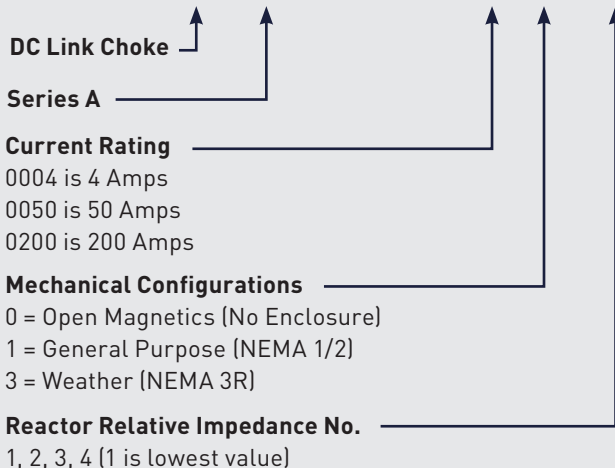 DC Link Choke
Series A
Current Rating
0004 is 4 Amps
0050 is 50 Amps
0200 is 200 Amps
Mechanical Configurations
0 = Open Magnetics (No Enclosure)
1 = General Purpose (NEMA 1/2)
3 = Weather (NEMA 3R)
Reactor Relative Impedance No.
1, 2, 3, 4 (1 is lowest value)